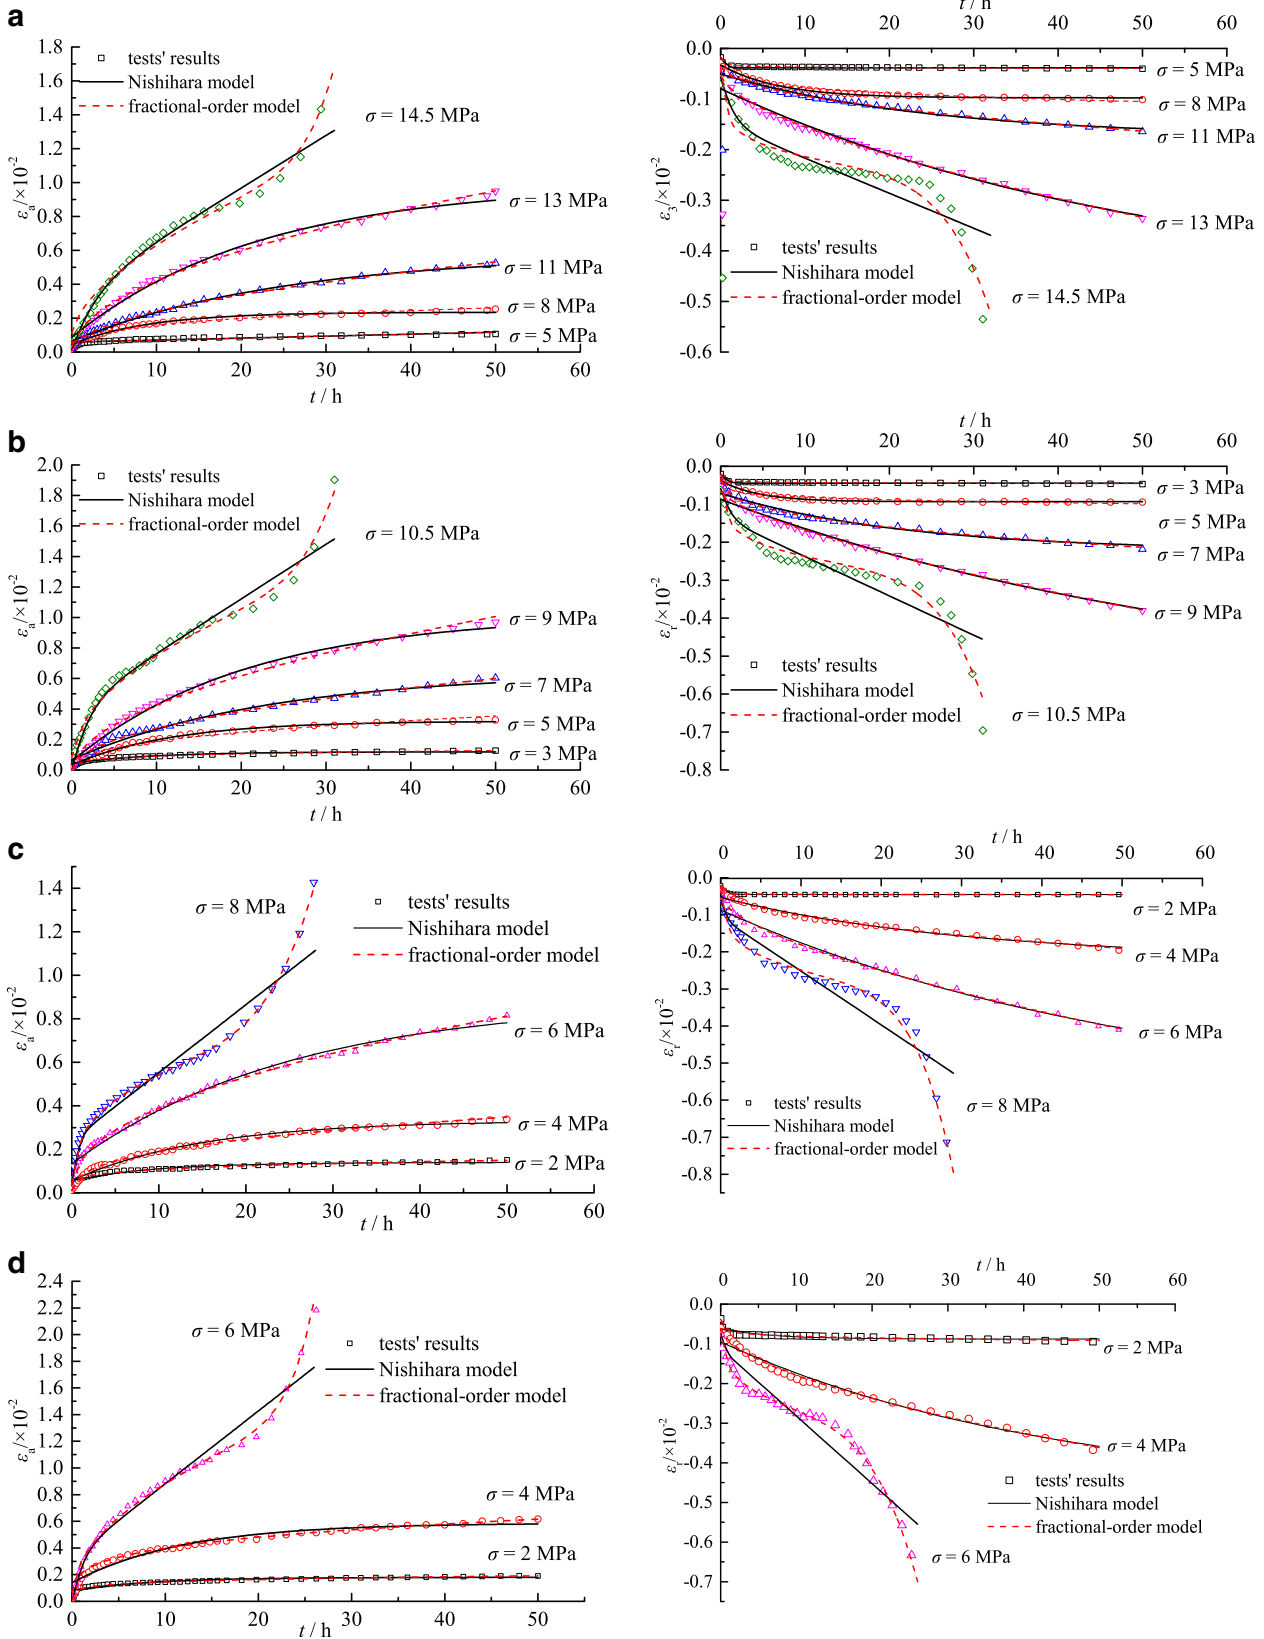 a
t / h
0 10 20 30 40 50 60
1.8
1.6
1.4
1.2
1.0
0.8
0.6
0.4
0.2
0.0
εa/×10-2
tests' results
Nishihara model
fractional-order model
σ = 14.5 MPa
σ = 13 MPa
σ = 11 MPa
σ = 8 MPa
σ = 5 MPa
0 10 20 30 40 50 60
t / h
0.0
-0.1
-0.2
-0.3
-0.4
-0.5
-0.6
ε3/×10-2
σ = 5 MPa
σ = 8 MPa
σ = 11 MPa
σ = 13 MPa
tests' results
Nishihara model
fractional-order model
σ = 14.5 MPa
b
2.0
1.8
1.6
1.4
1.2
1.0
0.8
0.6
0.4
0.2
0.0
εa/×10-2
tests' results
Nishihara model
fractional-order model
σ = 10.5 MPa
σ = 9 MPa
σ = 7 MPa
σ = 5 MPa
σ = 3 MPa
0 10 20 30 40 50 60
t / h
t / h
0 10 20 30 40 50 60
0.0
-0.1
-0.2
-0.3
-0.4
-0.5
-0.6
-0.7
-0.8
εr/×10-2
σ = 3 MPa
σ = 5 MPa
σ = 7 MPa
σ = 9 MPa
tests' results
Nishihara model
fractional-order model
σ = 10.5 MPa
c
1.4
1.2
1.0
0.8
0.6
0.4
0.2
0.0
εa/×10-2
σ = 8 MPa
tests' results
Nishihara model
fractional-order model
σ = 6 MPa
σ = 4 MPa
σ = 2 MPa
0 10 20 30 40 50 60
t / h
t / h
0 10 20 30 40 50 60
0.0
-0.1
-0.2
-0.3
-0.4
-0.5
-0.6
-0.7
-0.8
εr/×10-2
σ = 2 MPa
σ = 4 MPa
σ = 6 MPa
σ = 8 MPa
tests' results
Nishihara model
fractional-order model
d
2.4
2.2
2.0
1.8
1.6
1.4
1.2
1.0
0.8
0.6
0.4
0.2
0.0
εa/×10-2
σ = 6 MPa
tests' results
Nishihara model
fractional-order model
σ = 4 MPa
σ = 2 MPa
0 10 20 30 40 50
t / h
t / h
0 10 20 30 40 50 60
0.0
-0.1
-0.2
-0.3
-0.4
-0.5
-0.6
-0.7
εr/×10-2
σ = 2 MPa
σ = 4 MPa
tests' results
Nishihara model
fractional-order model
σ = 6 MPa